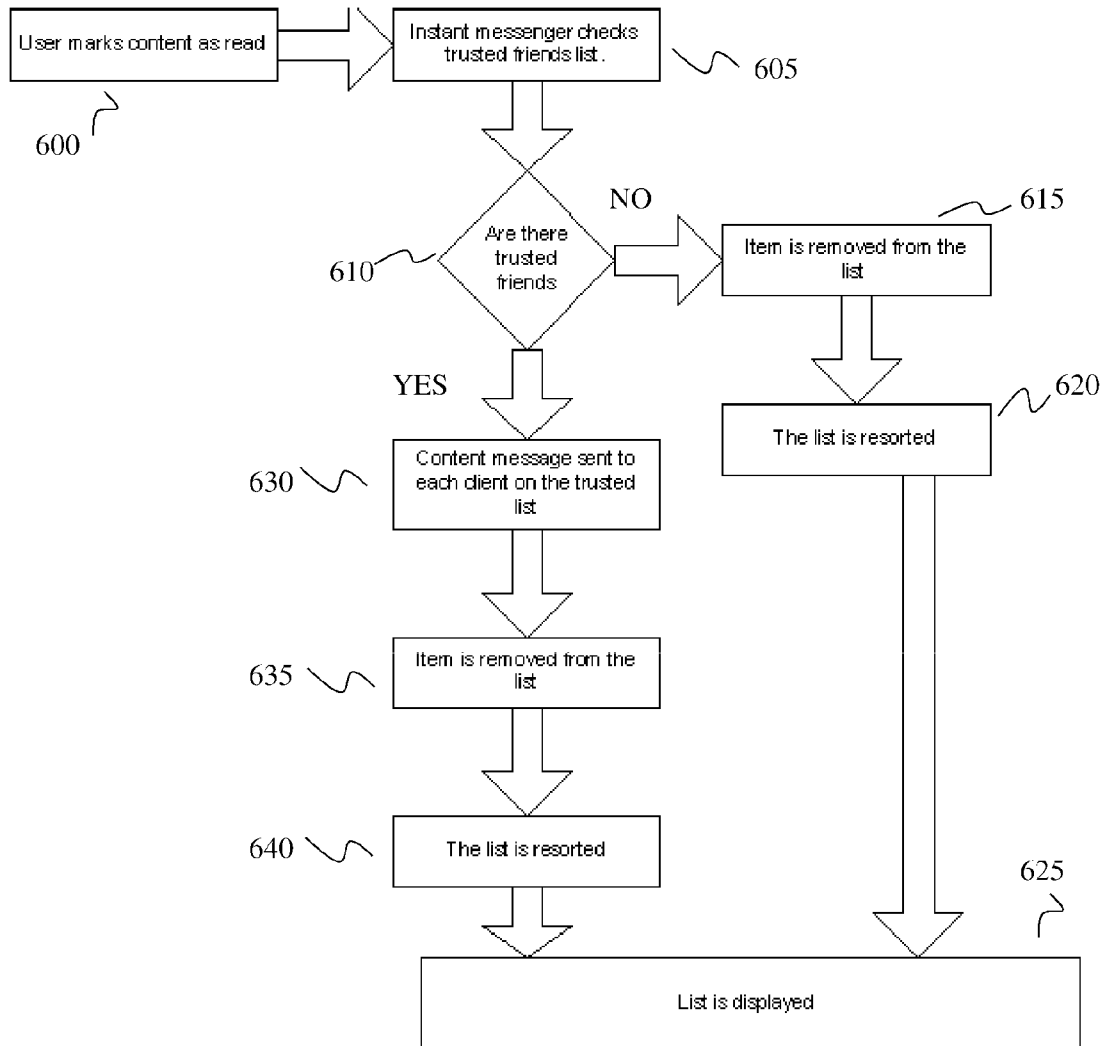 User marks content as read
600
Instant messenger checks
trusted friends list.
605
Are there
trusted
friends
610
NO
615
Item is removed from the
list
YES
620
The list is resorted
630
Content message sent to
each client on the trusted
list
635
Item is removed from the
list
640
The list is resorted
625
List is displayed